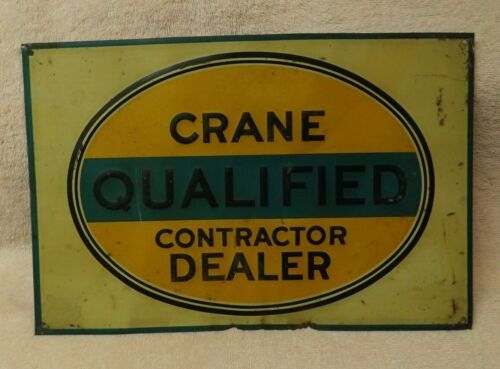 CRANE
QUALIFIED
CONTRACTOR
DEALER